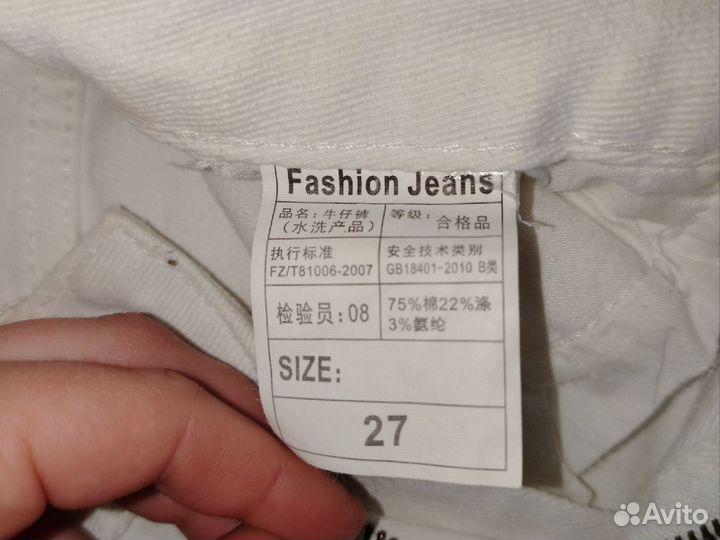 Fashion Jeans
品名: 牛仔裤
(水洗产品)
等级: 合格品
执行标准
FZ/T81006-2007
安全技术类别
GB18401-2010 B类
检验员: 08
75%棉22%涤
3%氨纶
SIZE:
27
Avito